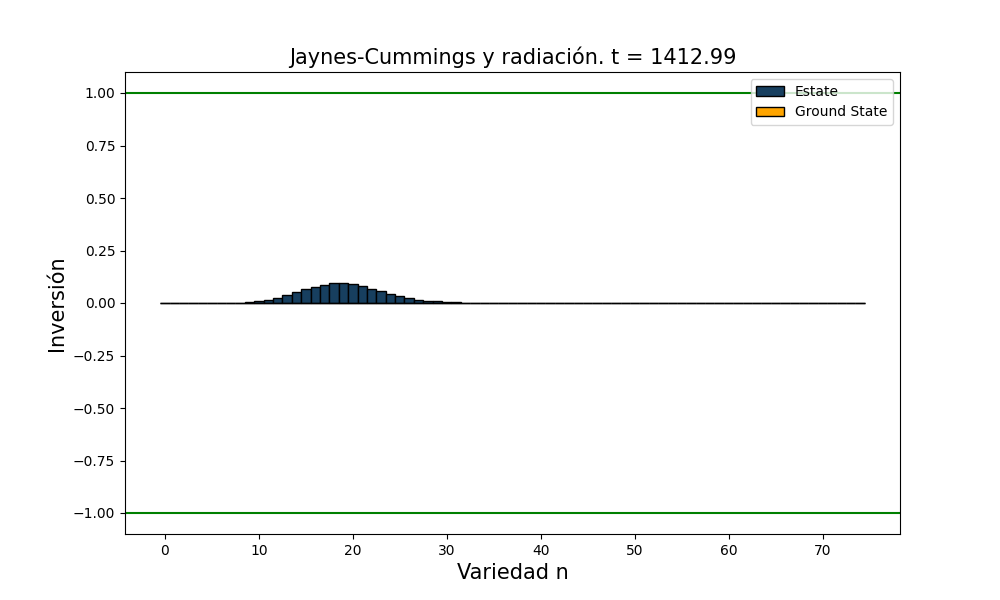 Jaynes-Cummings y radiación. t = 1412.99
Estate
Ground State
Inversión
1.00
0.75
0.50
0.25
0.00
−0.25
−0.50
−0.75
−1.00
0 10 20 30 40 50 60 70
Variedad n